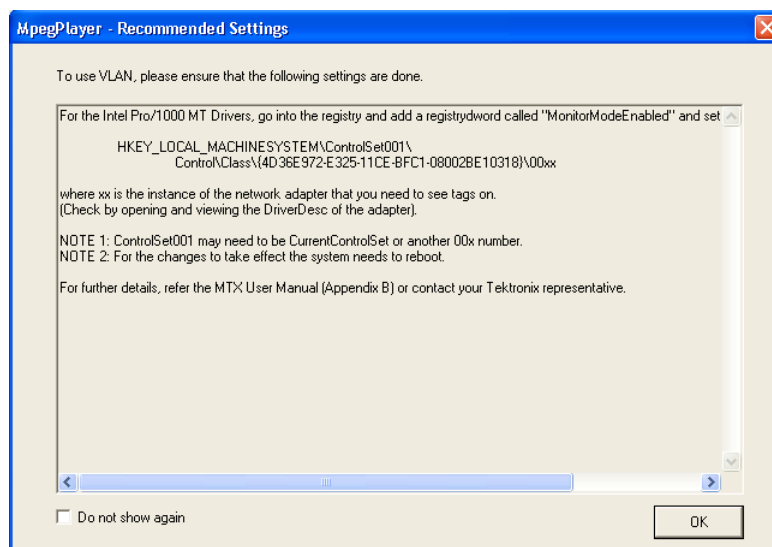 MpegPlayer - Recommended Settings
To use VLAN, please ensure that the following settings are done.
For the Intel Pro/1000 MT Drivers, go into the registry and add a registrydword called "MonitorModeEnabled" and set
HKEY_LOCAL_MACHINESYSTEM\ControlSet001\
Control\Class\{4D36E972-E325-11CE-BFC1-08002BE10318}\00xx
where xx is the instance of the network adapter that you need to see tags on.
(Check by opening and viewing the DriverDesc of the adapter).
NOTE 1: ControlSet001 may need to be CurrentControlSet or another 00x number.
NOTE 2: For the changes to take effect the system needs to reboot.
For further details, refer the MTX User Manual (Appendix B) or contact your Tektronix representative.
Do not show again
OK